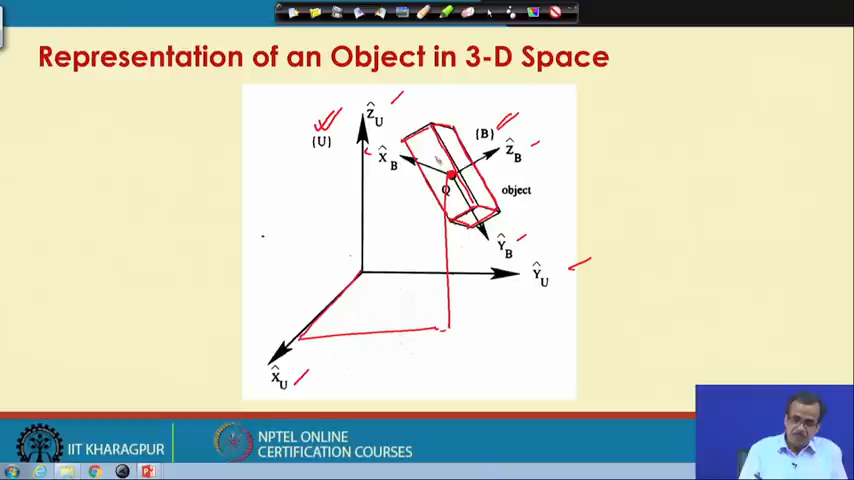 Representation of an Object in 3-D Space
Ẑ_U
{U}
{B}
X̂_B
Ẑ_B
Q
object
Ŷ_B
Ŷ_U
X̂_U
IIT KHARAGPUR
NPTEL ONLINE
CERTIFICATION COURSES